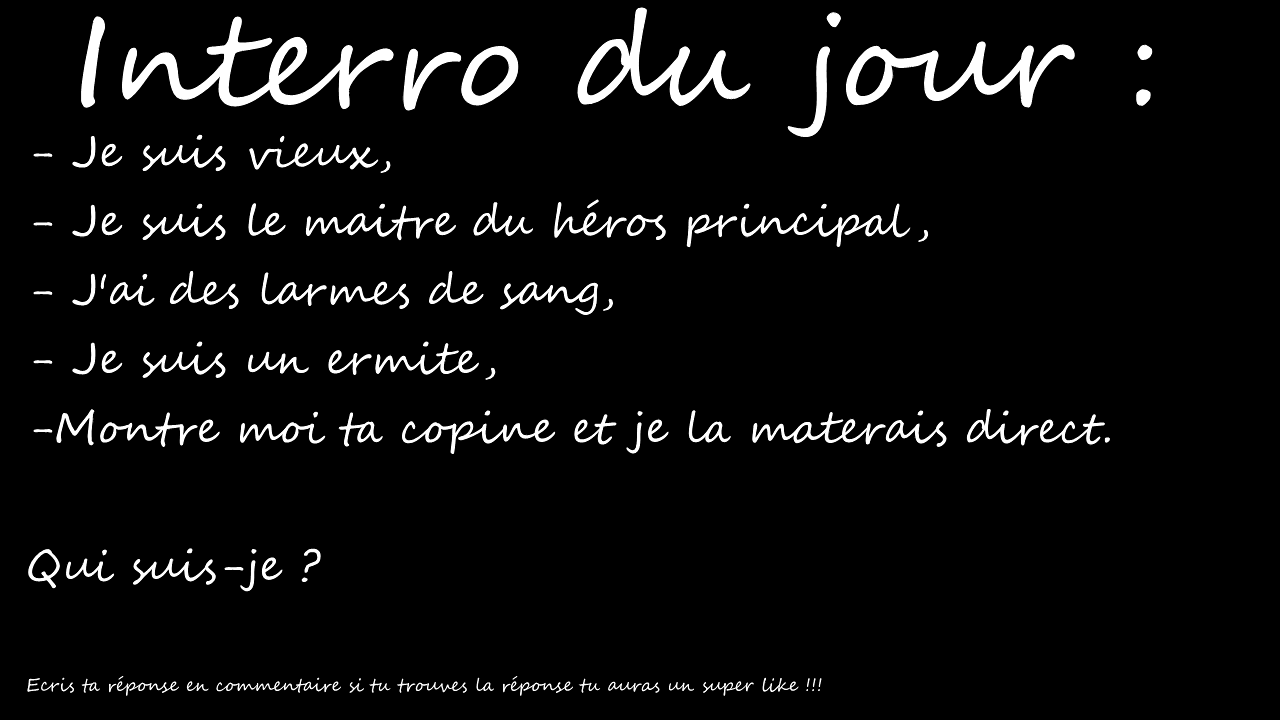 Interro du jour :
- Je suis vieux,
- Je suis le maitre du héros principal,
- J'ai des larmes de sang,
- Je suis un ermite,
-Montre moi ta copine et je la materais direct.
Qui suis-je ?
Ecris ta réponse en commentaire si tu trouves la réponse tu auras un super like !!!